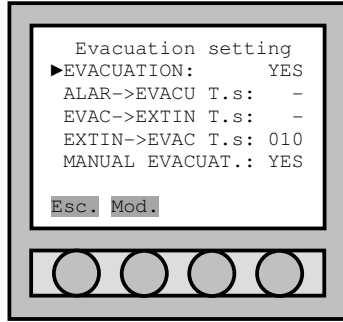 Evacuation setting
►EVACUATION: YES
ALAR->EVACU T.s: -
EVAC->EXTIN T.s: -
EXTIN->EVAC T.s: 010
MANUAL EVACUAT.: YES
Esc. Mod.